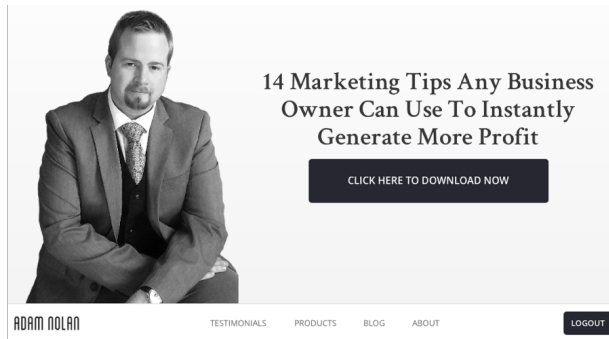 14 Marketing Tips Any Business
Owner Can Use To Instantly
Generate More Profit
CLICK HERE TO DOWNLOAD NOW
ADAM NOLAN
TESTIMONIALS
PRODUCTS
BLOG
ABOUT
LOGOUT